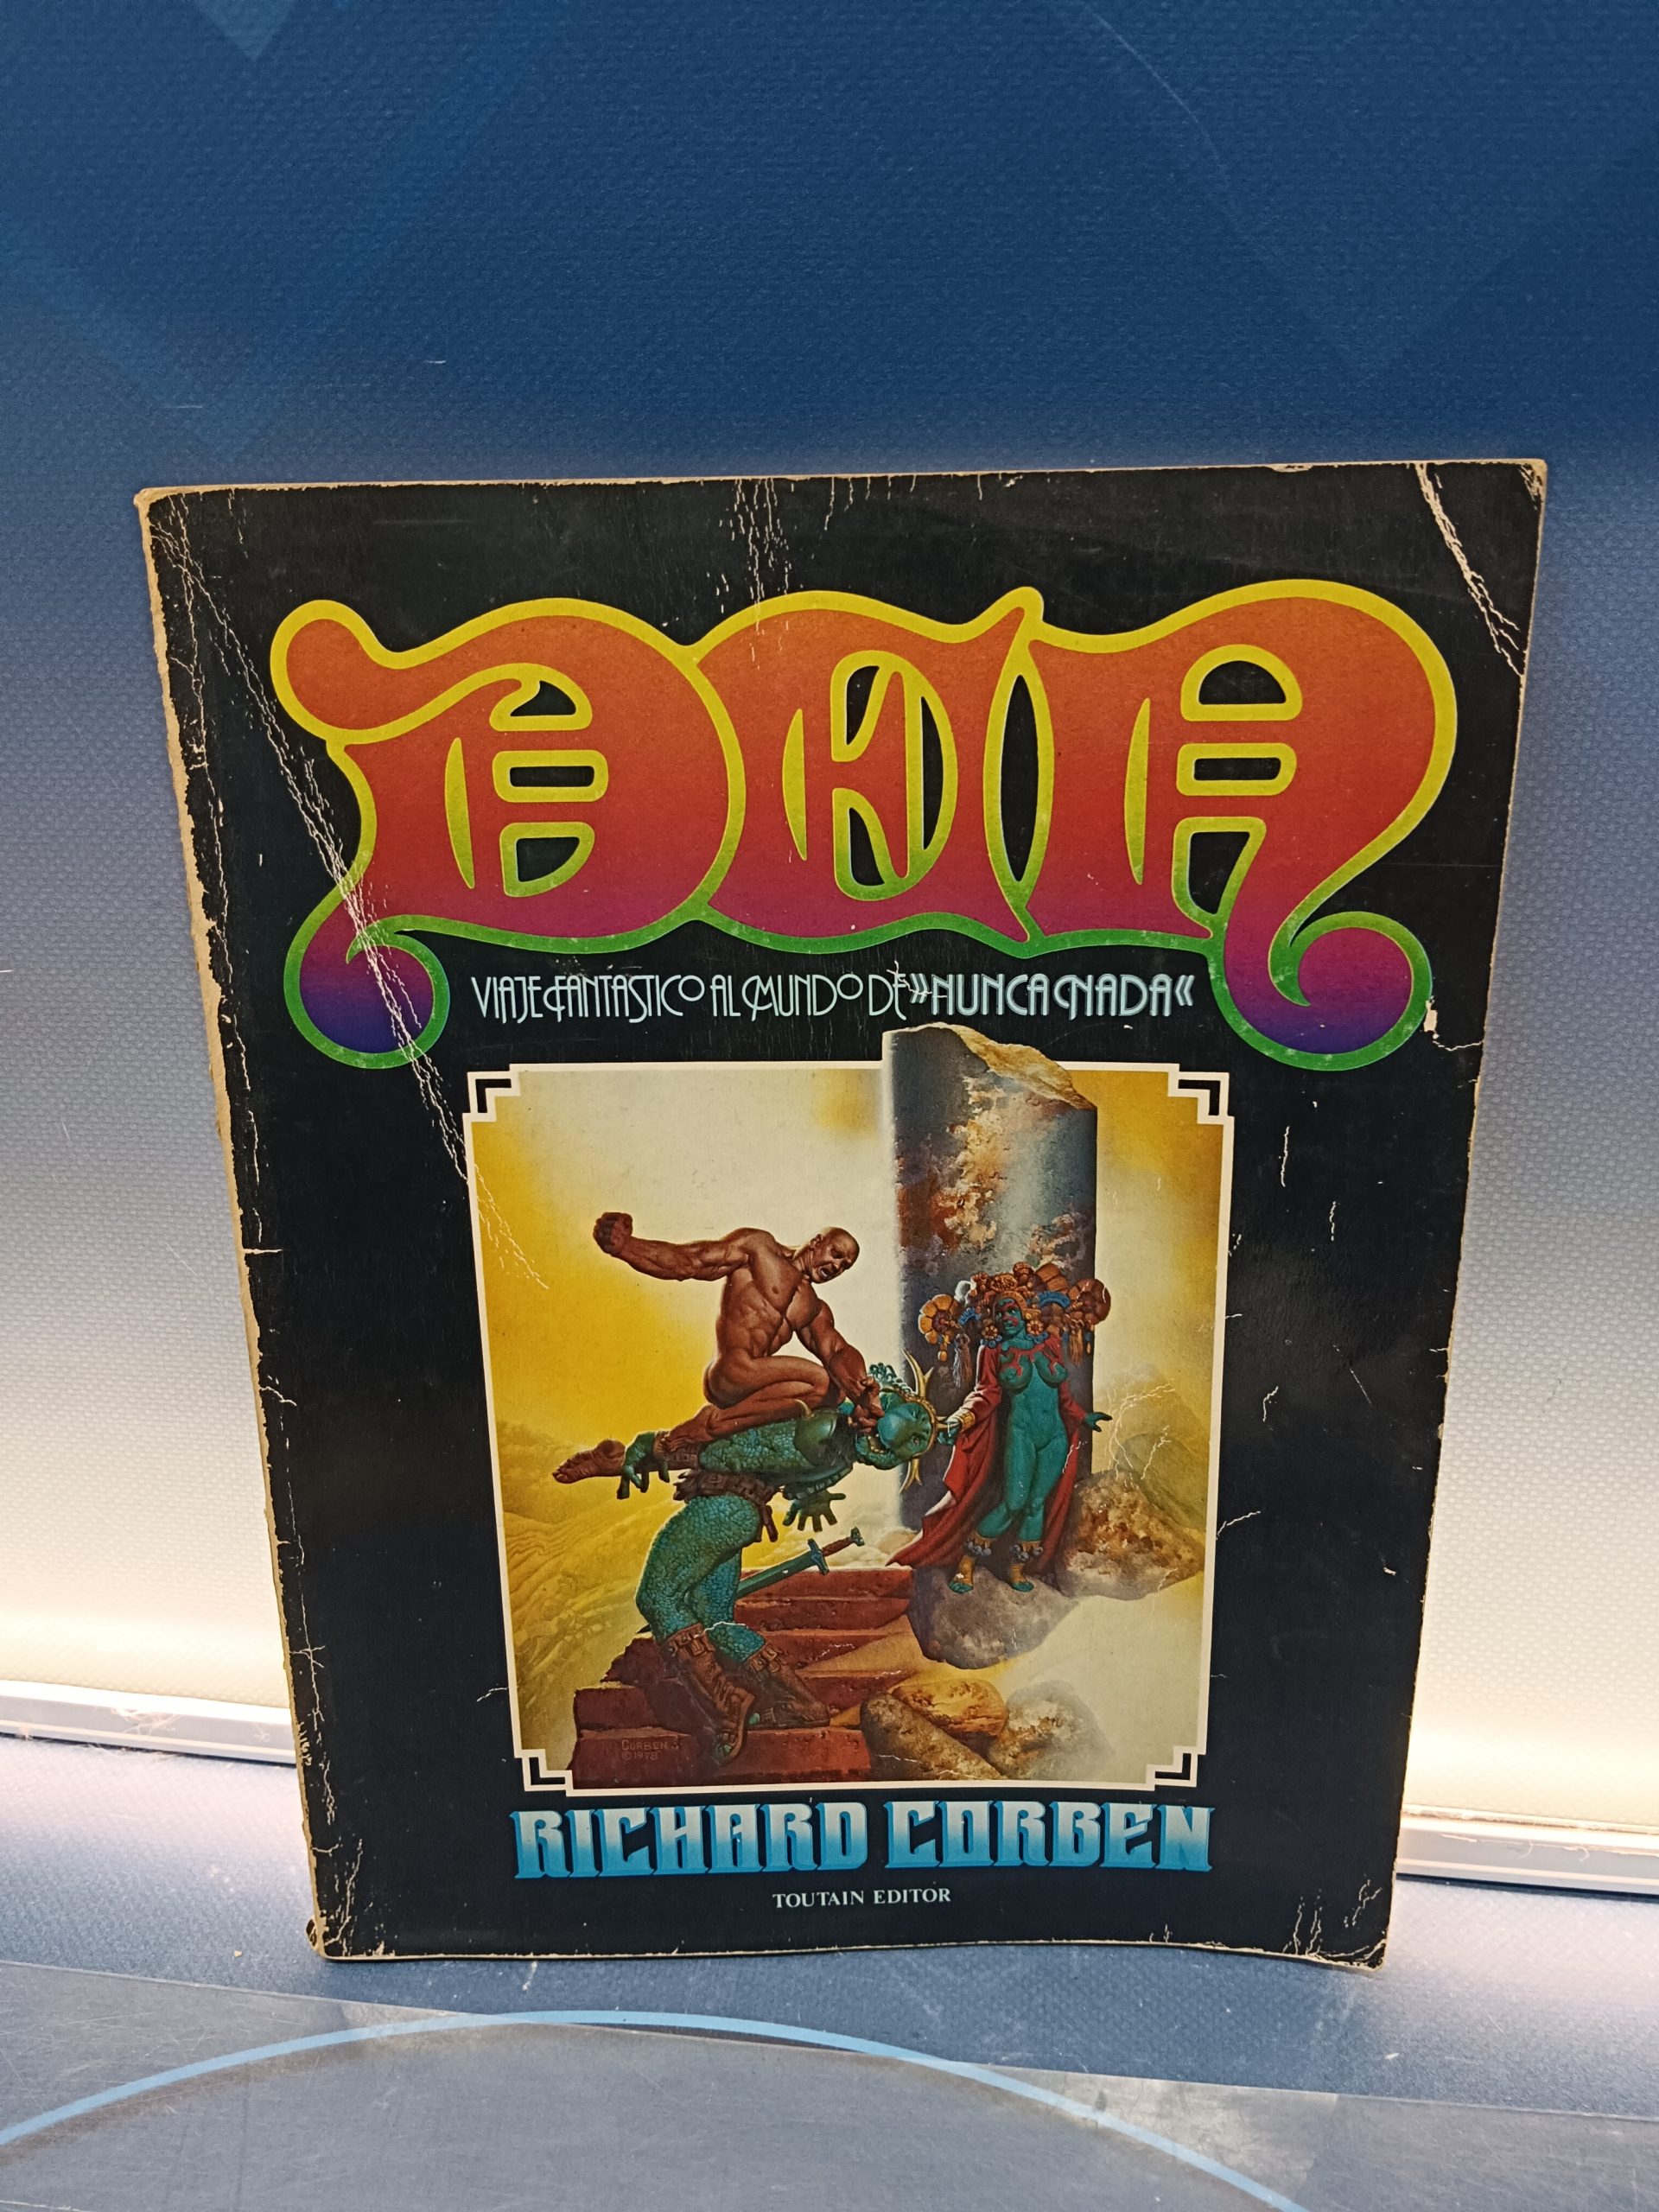 DEN
VIAJE FANTASTICO AL MUNDO DE »NUNCA NADA«
CORBEN
©1978
RICHARD CORBEN
TOUTAIN EDITOR